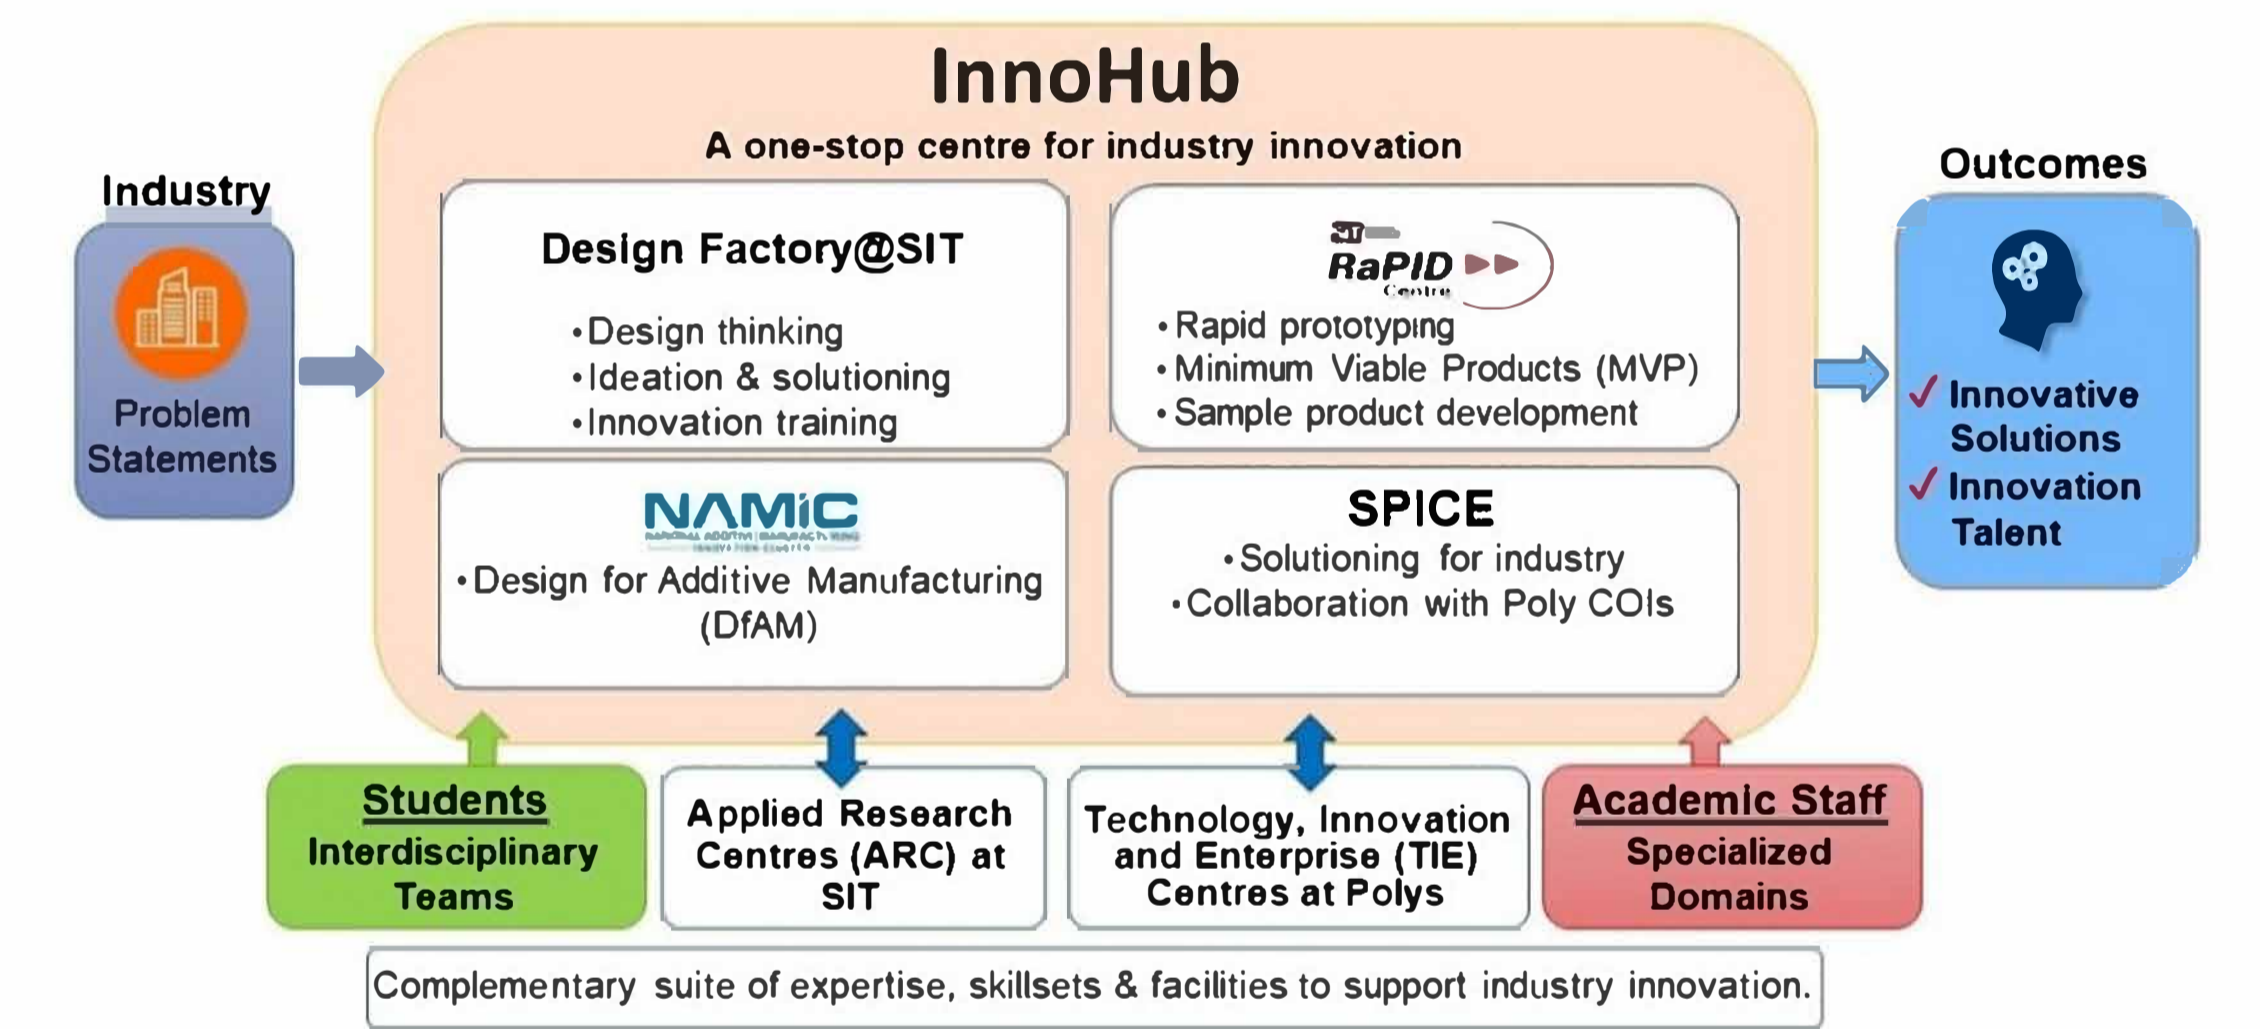 InnoHub
A one-stop centre for industry innovation
Industry
Problem
Statements
Design Factory@SIT
•Design thinking
•Ideation & solutioning
•Innovation training
RaPID
Centre
•Rapid prototyping
•Minimum Viable Products (MVP)
•Sample product development
NAMiC
•Design for Additive Manufacturing
(DfAM)
SPICE
•Solutioning for industry
•Collaboration with Poly COIs
Outcomes
✓ Innovative
Solutions
✓ Innovation
Talent
Students
Interdisciplinary
Teams
Applied Research
Centres (ARC) at
SIT
Technology, Innovation
and Enterprise (TIE)
Centres at Polys
Academic Staff
Specialized
Domains
Complementary suite of expertise, skillsets & facilities to support industry innovation.